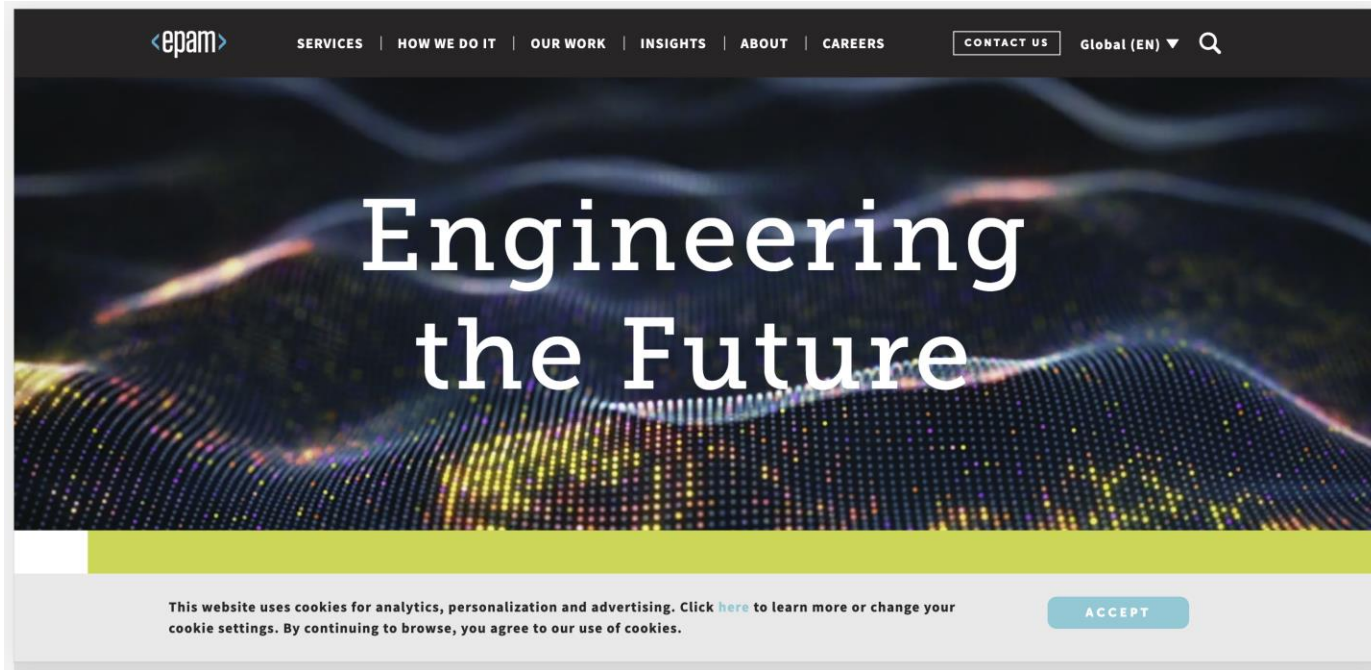 <epam>
SERVICES | HOW WE DO IT | OUR WORK | INSIGHTS | ABOUT | CAREERS
CONTACT US
Global (EN) ▼
Engineering
the Future
This website uses cookies for analytics, personalization and advertising. Click here to learn more or change your
cookie settings. By continuing to browse, you agree to our use of cookies.
ACCEPT